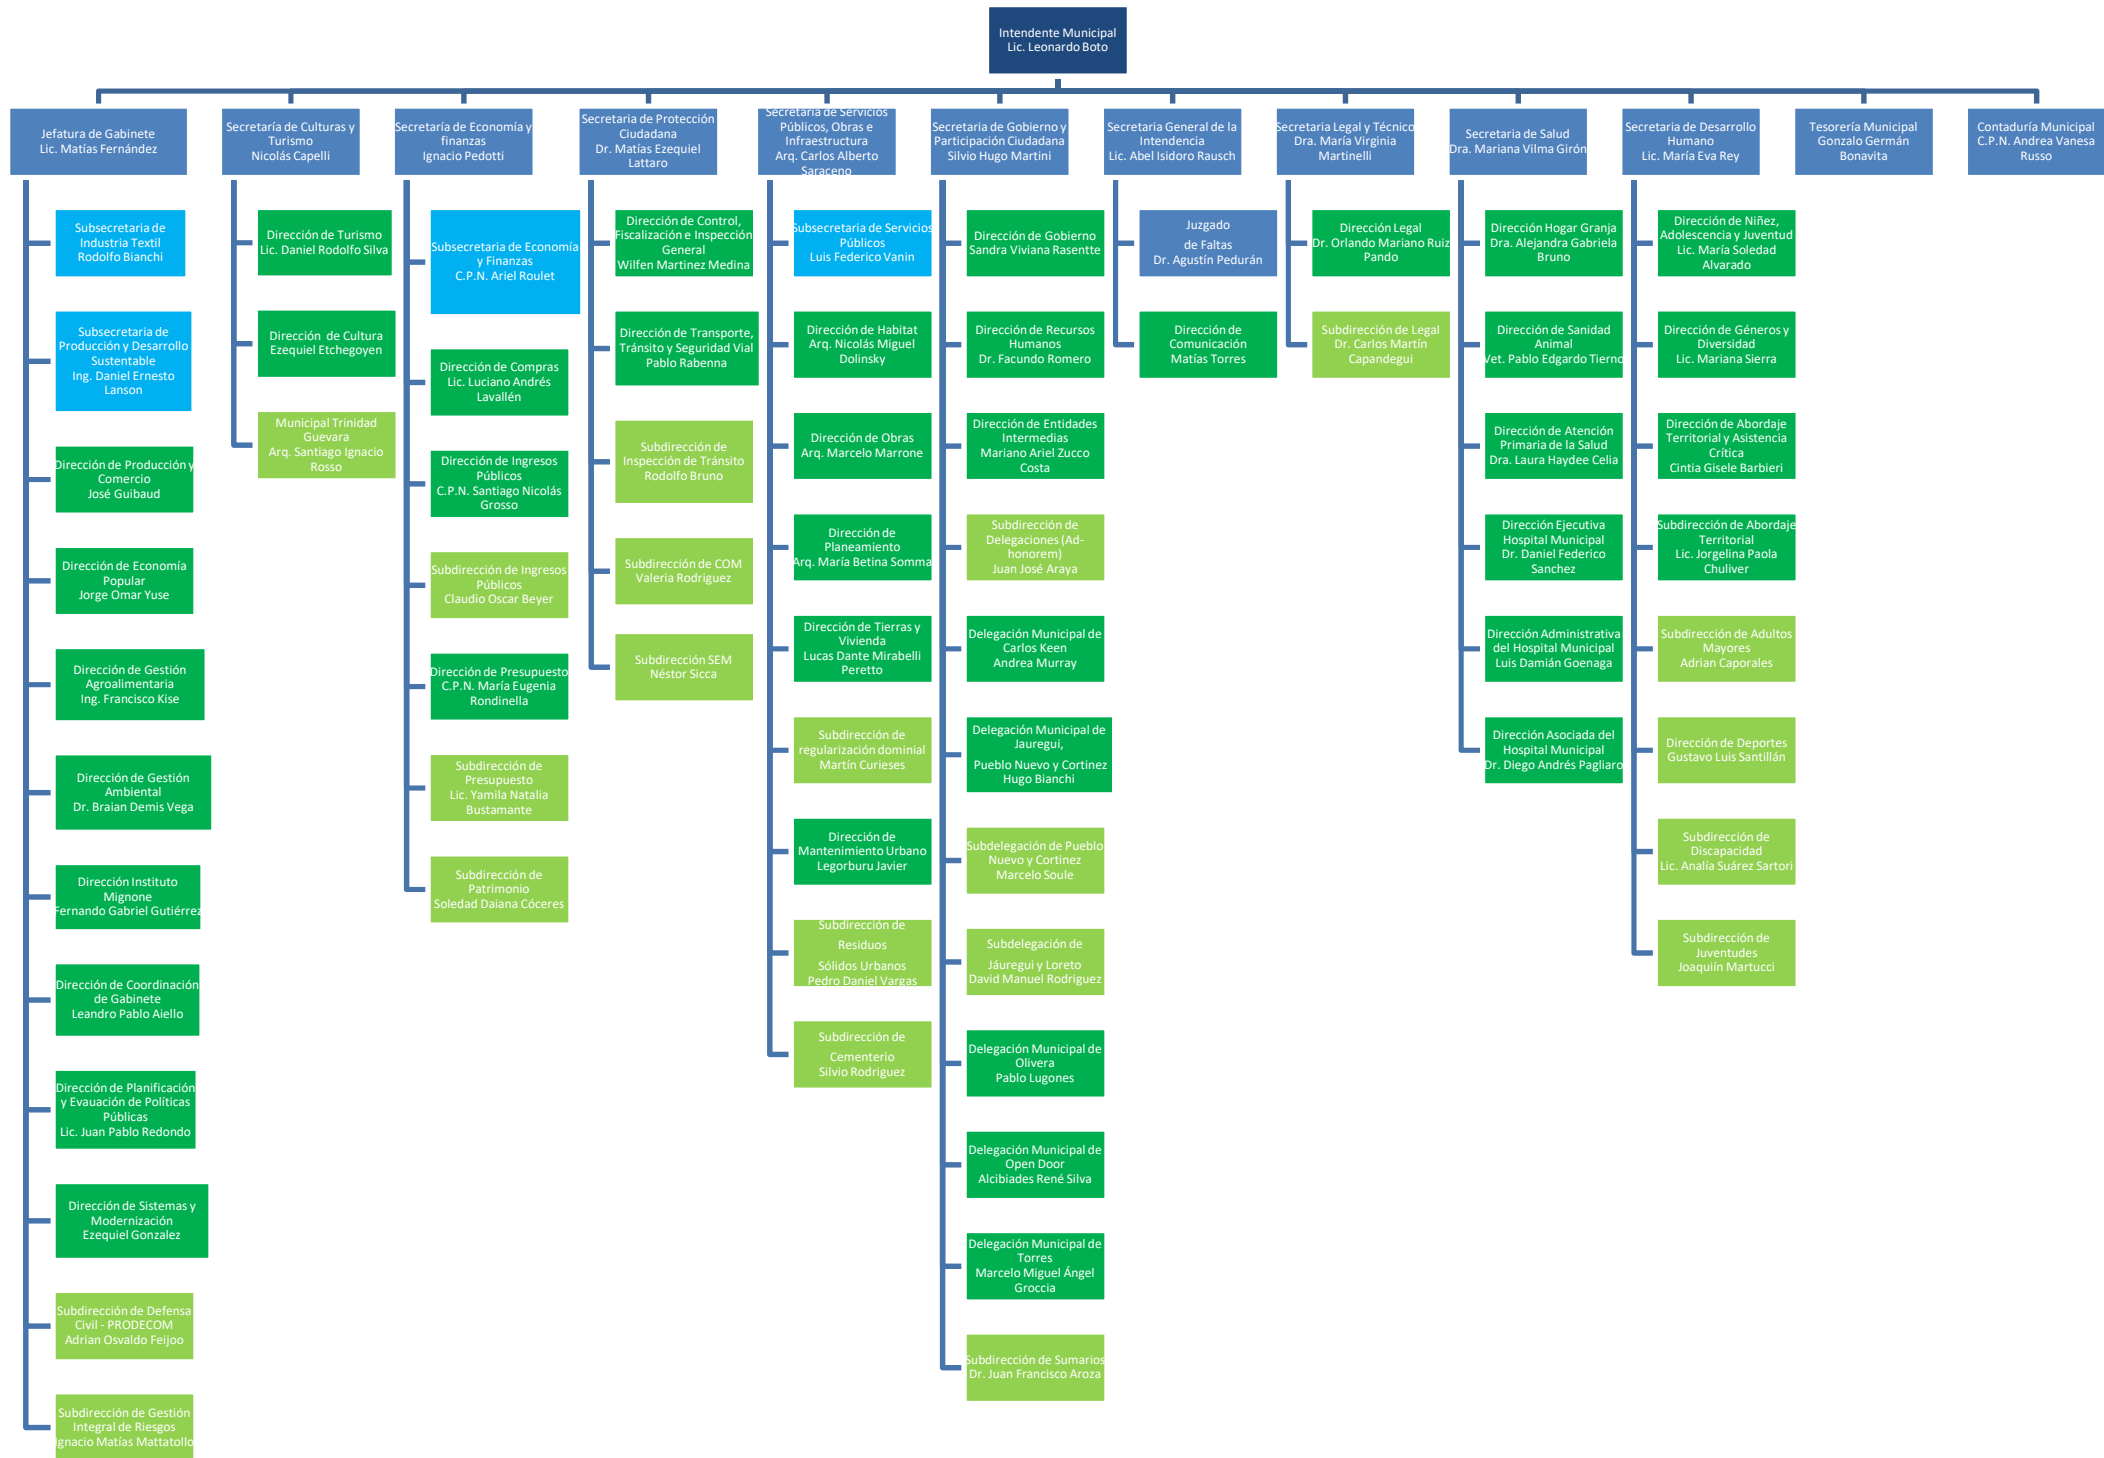 Intendente Municipal
Lic. Leonardo Boto
Jefatura de Gabinete
Lic. Matías Fernández
Subsecretaria de
Industria Textil
Rodolfo Bianchi
Subsecretaria de
Producción y Desarrollo
Sustentable
Ing. Daniel Ernesto
Lanson
Dirección de Producción y
Comercio
José Guibaud
Dirección de Economía
Popular
Jorge Omar Yuse
Dirección de Gestión
Agroalimentaria
Ing. Francisco Kise
Dirección de Gestión
Ambiental
Dr. Braian Demis Vega
Dirección Instituto
Mignone
Fernando Gabriel Gutiérrez
Dirección de Coordinación
de Gabinete
Leandro Pablo Aiello
Dirección de Planificación
y Evauación de Políticas
Públicas
Lic. Juan Pablo Redondo
Dirección de Sistemas y
Modernización
Ezequiel Gonzalez
Subdirección de Defensa
Civil - PRODECOM
Adrian Osvaldo Feijoo
Subdirección de Gestión
Integral de Riesgos
Ignacio Matías Mattatollo
Secretaría de Culturas y
Turismo
Nicolás Capelli
Dirección de Turismo
Lic. Daniel Rodolfo Silva
Dirección de Cultura
Ezequiel Etchegoyen
Municipal Trinidad
Guevara
Arq. Santiago Ignacio
Rosso
Secretaría de Economía y
finanzas
Ignacio Pedotti
Subsecretaria de Economía
y Finanzas
C.P.N. Ariel Roulet
Dirección de Compras
Lic. Luciano Andrés
Lavallén
Dirección de Ingresos
Públicos
C.P.N. Santiago Nicolás
Grosso
Subdirección de Ingresos
Públicos
Claudio Oscar Beyer
Dirección de Presupuesto
C.P.N. María Eugenia
Rondinella
Subdirección de
Presupuesto
Lic. Yamila Natalia
Bustamante
Subdirección de
Patrimonio
Soledad Daiana Cóceres
Secretaria de Protección
Ciudadana
Dr. Matías Ezequiel
Lattaro
Dirección de Control,
Fiscalización e Inspección
General
Wilfen Martinez Medina
Dirección de Transporte,
Tránsito y Seguridad Vial
Pablo Rabenna
Subdirección de
Inspección de Tránsito
Rodolfo Bruno
Subdirección de COM
Valeria Rodriguez
Subdirección SEM
Néstor Sicca
Secretaria de Servicios
Públicos, Obras e
Infraestructura
Arq. Carlos Alberto
Saraceno
Subsecretaria de Servicios
Públicos
Luis Federico Vanin
Dirección de Habitat
Arq. Nicolás Miguel
Dolinsky
Dirección de Obras
Arq. Marcelo Marrone
Dirección de
Planeamiento
Arq. María Betina Somma
Dirección de Tierras y
Vivienda
Lucas Dante Mirabelli
Peretto
Subdirección de
regularización dominial
Martín Curieses
Dirección de
Mantenimiento Urbano
Legorburu Javier
Subdirección de
Residuos
Sólidos Urbanos
Pedro Daniel Vargas
Subdirección de
Cementerio
Silvio Rodriguez
Secretaria de Gobierno y
Participación Ciudadana
Silvio Hugo Martini
Dirección de Gobierno
Sandra Viviana Rasentte
Dirección de Recursos
Humanos
Dr. Facundo Romero
Dirección de Entidades
Intermedias
Mariano Ariel Zucco
Costa
Subdirección de
Delegaciones (Ad-
honorem)
Juan José Araya
Delegación Municipal de
Carlos Keen
Andrea Murray
Delegación Municipal de
Jauregui,
Pueblo Nuevo y Cortinez
Hugo Bianchi
Subdelegación de Pueblo
Nuevo y Cortinez
Marcelo Soule
Subdelegación de
Jáuregui y Loreto
David Manuel Rodriguez
Delegación Municipal de
Olivera
Pablo Lugones
Delegación Municipal de
Open Door
Alcibiades René Silva
Delegación Municipal de
Torres
Marcelo Miguel Ángel
Groccia
Subdirección de Sumarios
Dr. Juan Francisco Aroza
Secretaria General de la
Intendencia
Lic. Abel Isidoro Rausch
Juzgado
de Faltas
Dr. Agustín Pedurán
Dirección de
Comunicación
Matías Torres
Secretaria Legal y Técnico
Dra. María Virginia
Martinelli
Dirección Legal
Dr. Orlando Mariano Ruiz
Pando
Subdirección de Legal
Dr. Carlos Martín
Capandegui
Secretaria de Salud
Dra. Mariana Vilma Girón
Dirección Hogar Granja
Dra. Alejandra Gabriela
Bruno
Dirección de Sanidad
Animal
Vet. Pablo Edgardo Tierno
Dirección de Atención
Primaria de la Salud
Dra. Laura Haydee Celia
Dirección Ejecutiva
Hospital Municipal
Dr. Daniel Federico
Sanchez
Dirección Administrativa
del Hospital Municipal
Luis Damián Goenaga
Dirección Asociada del
Hospital Municipal
Dr. Diego Andrés Pagliaro
Secretaria de Desarrollo
Humano
Lic. María Eva Rey
Dirección de Niñez,
Adolescencia y Juventud
Lic. María Soledad
Alvarado
Dirección de Géneros y
Diversidad
Lic. Mariana Sierra
Dirección de Abordaje
Territorial y Asistencia
Crítica
Cintia Gisele Barbieri
Subdirección de Abordaje
Territorial
Lic. Jorgelina Paola
Chuliver
Subdirección de Adultos
Mayores
Adrian Caporales
Dirección de Deportes
Gustavo Luis Santillán
Subdirección de
Discapacidad
Lic. Analía Suárez Sartori
Subdirección de
Juventudes
Joaquiín Martucci
Tesorería Municipal
Gonzalo Germán
Bonavita
Contaduría Municipal
C.P.N. Andrea Vanesa
Russo